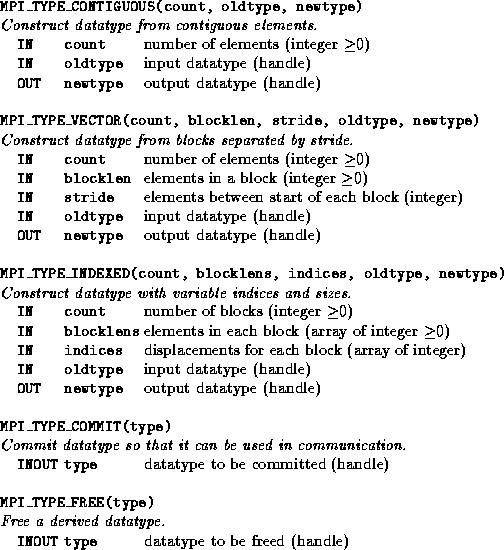 MPI_TYPE_CONTIGUOUS(count, oldtype, newtype)
Construct datatype from contiguous elements.
IN count number of elements (integer ≥0)
IN oldtype input datatype (handle)
OUT newtype output datatype (handle)
MPI_TYPE_VECTOR(count, blocklen, stride, oldtype, newtype)
Construct datatype from blocks separated by stride.
IN count number of elements (integer ≥0)
IN blocklen elements in a block (integer ≥0)
IN stride elements between start of each block (integer)
IN oldtype input datatype (handle)
OUT newtype output datatype (handle)
MPI_TYPE_INDEXED(count, blocklens, indices, oldtype, newtype)
Construct datatype with variable indices and sizes.
IN count number of blocks (integer ≥0)
IN blocklens elements in each block (array of integer ≥0)
IN indices displacements for each block (array of integer)
IN oldtype input datatype (handle)
OUT newtype output datatype (handle)
MPI_TYPE_COMMIT(type)
Commit datatype so that it can be used in communication.
INOUT type datatype to be committed (handle)
MPI_TYPE_FREE(type)
Free a derived datatype.
INOUT type datatype to be freed (handle)